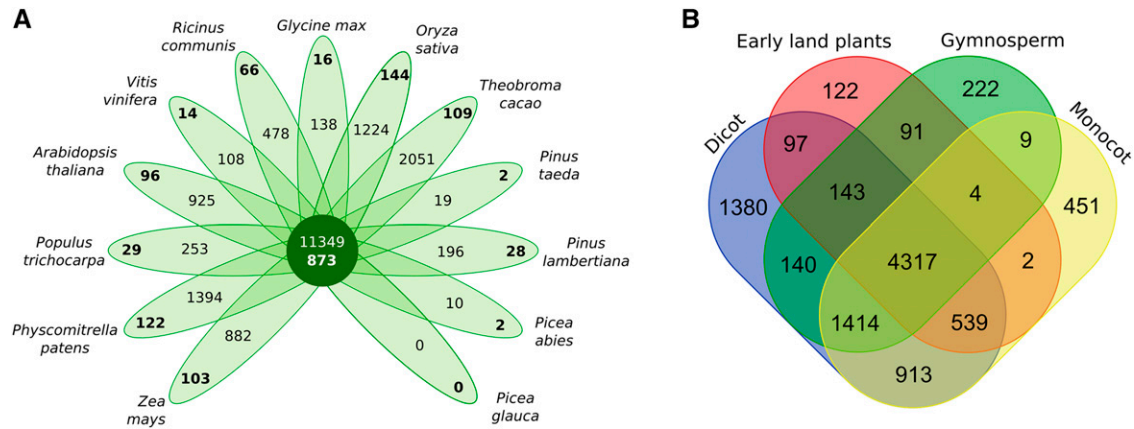 A
Glycine max
Ricinus
communis
Oryza
sativa
Vitis
vinifera
Theobroma
cacao
Arabidopsis
thaliana
Pinus
taeda
Populus
trichocarpa
Pinus
lambertiana
Physcomitrella
patens
Picea
abies
Zea
mays
Picea
glauca
16
66
144
14
109
96
2
29
28
122
2
103
0
138
478
1224
108
2051
925
19
253
196
1394
10
882
0
11349
873
B
Early land plants
Gymnosperm
Dicot
Monocot
122
222
97
91
9
1380
143
4
451
140
4317
2
1414
539
913